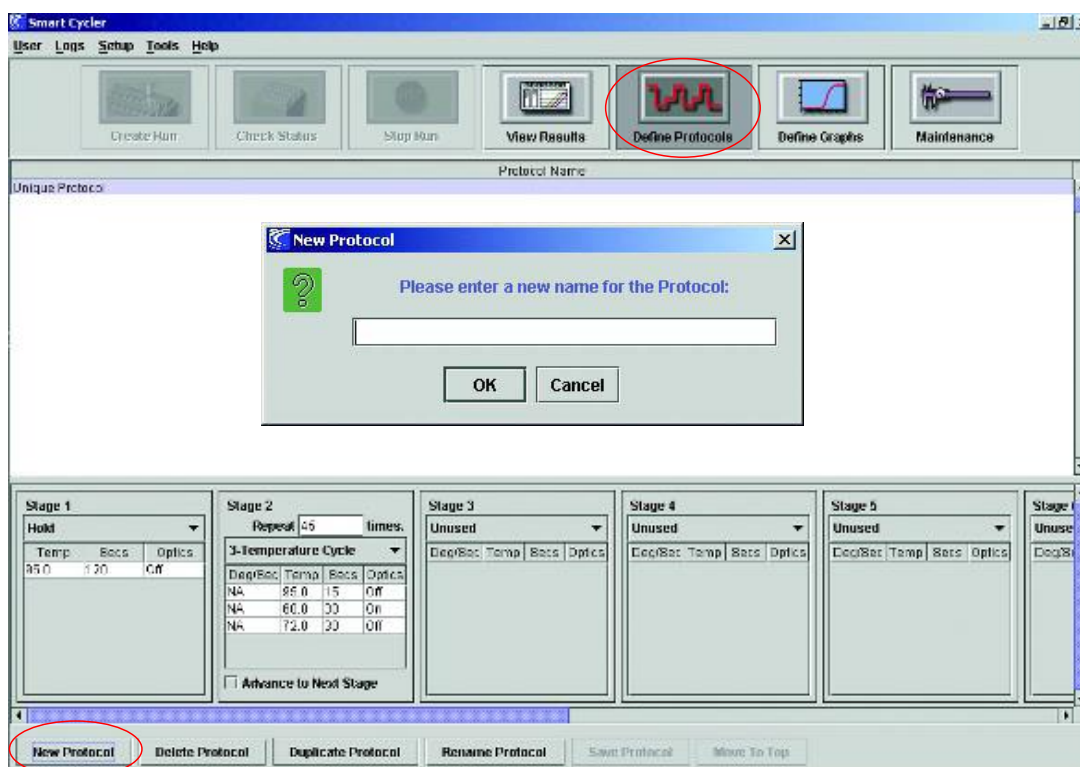 Smart Cycler
User Logs Setup Tools Help
Create Run Check Status Stop Run View Results Define Protocols Define Graphs Maintenance
Protocol Name
Unique Protocol
New Protocol
Please enter a new name for the Protocol:
OK Cancel
Stage 1
Hold
Temp Secs Optics
95.0 120 Off
Stage 2
Repeat 45 times.
3-Temperature Cycle
Deg/Sec Temp Secs Optics
NA 95.0 15 Off
NA 60.0 30 On
NA 72.0 30 Off
Advance to Next Stage
Stage 3
Unused
Deg/Sec Temp Secs Optics
Stage 4
Unused
Deg/Sec Temp Secs Optics
Stage 5
Unused
Deg/Sec Temp Secs Optics
Stage
New Protocol Delete Protocol Duplicate Protocol Rename Protocol Save Protocol Move To Top